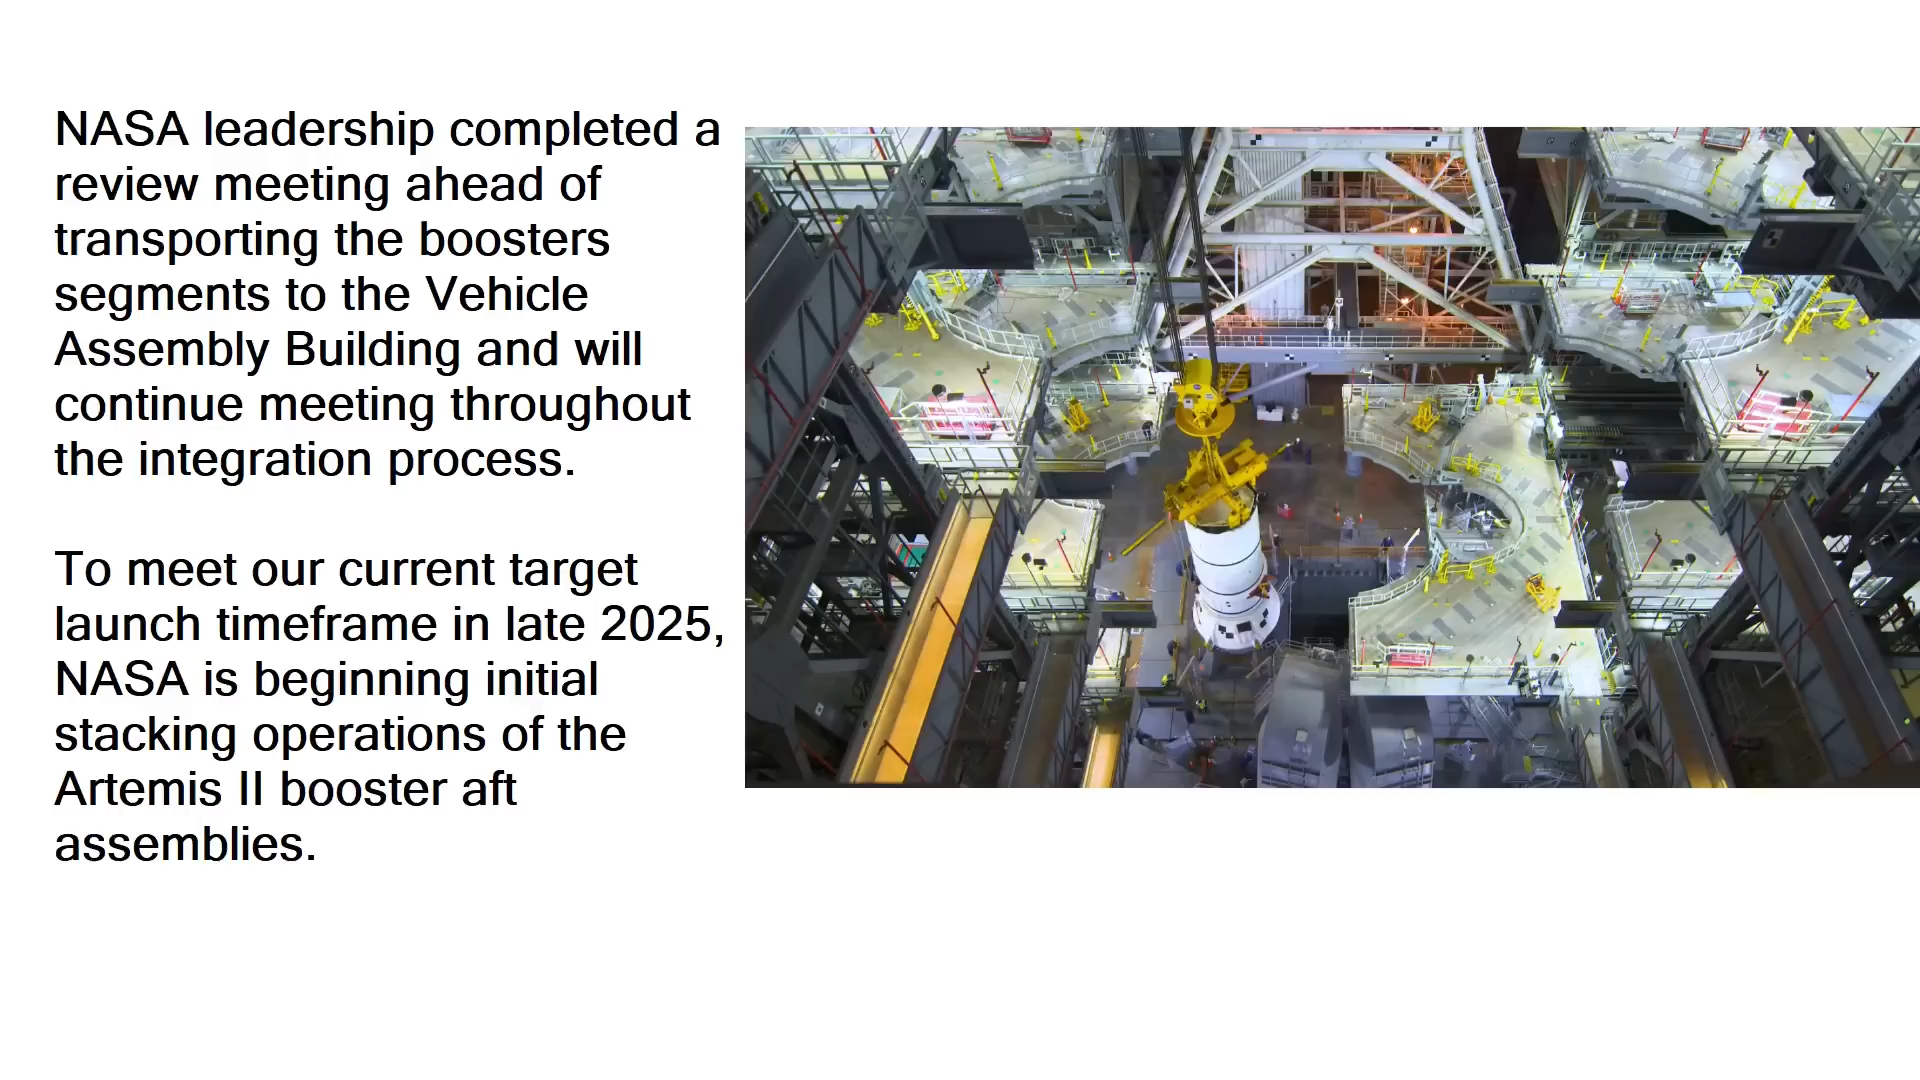 NASA leadership completed a
review meeting ahead of
transporting the boosters
segments to the Vehicle
Assembly Building and will
continue meeting throughout
the integration process.
To meet our current target
launch timeframe in late 2025,
NASA is beginning initial
stacking operations of the
Artemis II booster aft
assemblies.